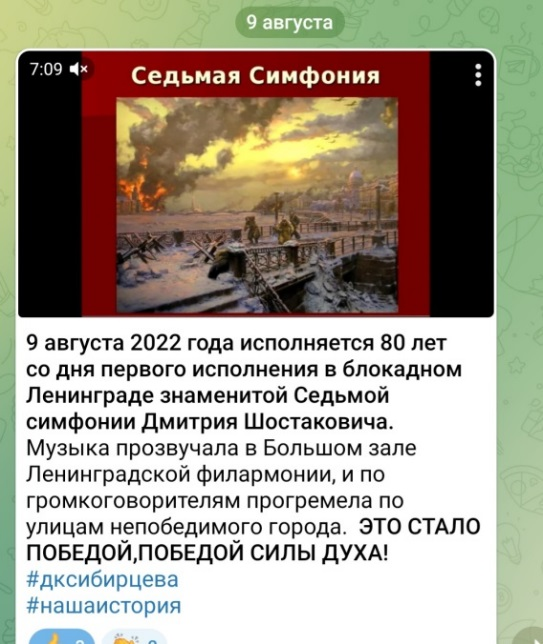 9 августа
7:09
Седьмая Симфония
9 августа 2022 года исполняется 80 лет
со дня первого исполнения в блокадном
Ленинграде знаменитой Седьмой
симфонии Дмитрия Шостаковича.
Музыка прозвучала в Большом зале
Ленинградской филармонии, и по
громкоговорителям прогремела по
улицам непобедимого города. ЭТО СТАЛО
ПОБЕДОЙ,ПОБЕДОЙ СИЛЫ ДУХА!
#дксибирцева
#нашаистория